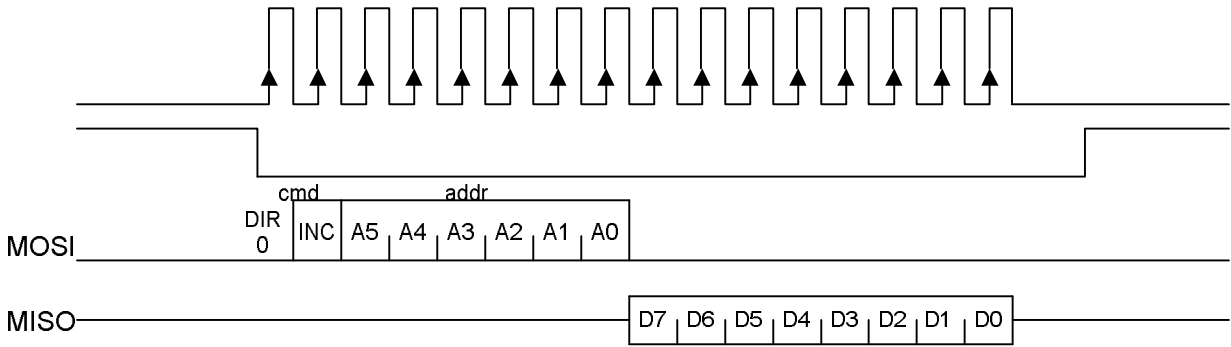 cmd addr
DIR
0 INC A5 A4 A3 A2 A1 A0
MOSI
MISO D7 D6 D5 D4 D3 D2 D1 D0